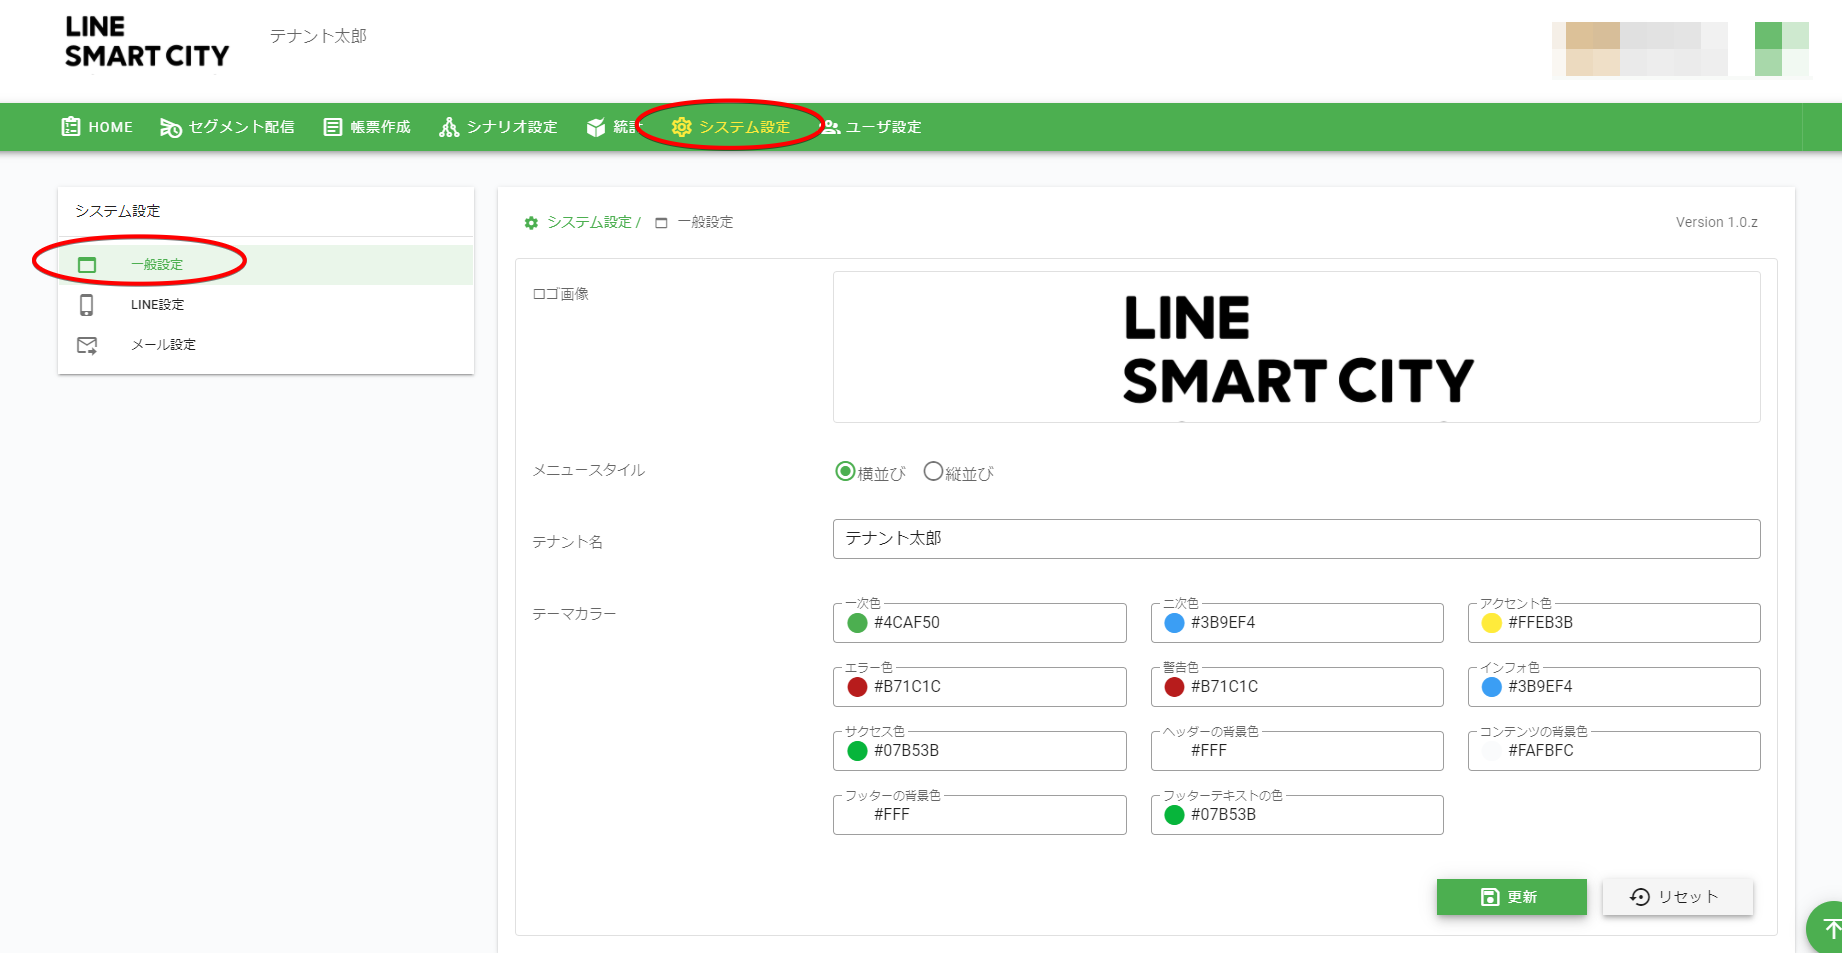 LINE
SMART CITY
テナント太郎
HOME セグメント配信 帳票作成 シナリオ設定 統計 システム設定 ユーザ設定
システム設定
一般設定
LINE設定
メール設定
システム設定 / 一般設定
Version 1.0.z
ロゴ画像
LINE
SMART CITY
メニュースタイル
横並び 縦並び
テナント名
テナント太郎
テーマカラー
一次色 二次色 アクセント色
#4CAF50 #3B9EF4 #FFEB3B
エラー色 警告色 インフォ色
#B71C1C #B71C1C #3B9EF4
サクセス色 ヘッダーの背景色 コンテンツの背景色
#07B53B #FFF #FAFBFC
フッターの背景色 フッターテキストの色
#FFF #07B53B
更新 リセット